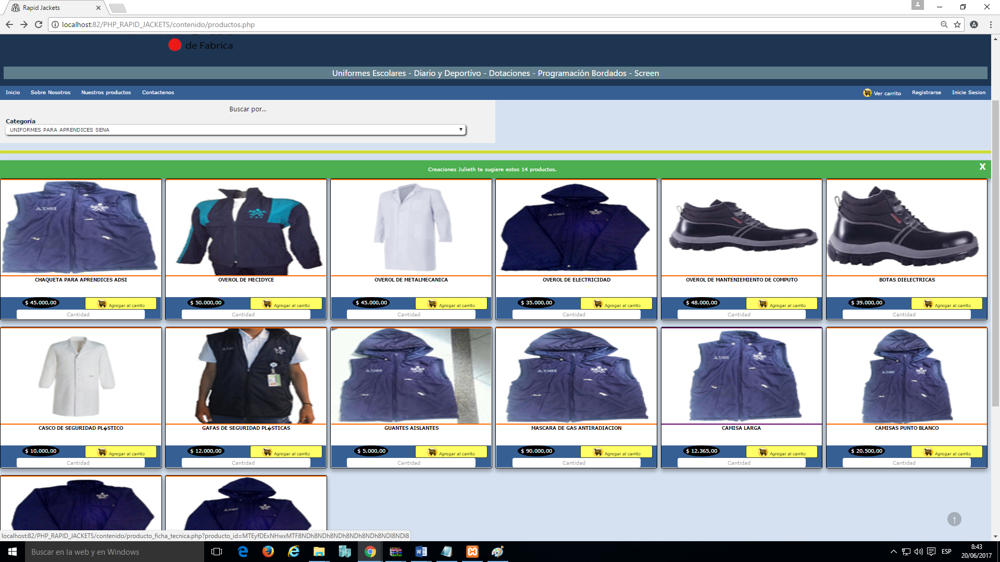 Rapid Jackets
localhost:82/PHP_RAPID_JACKETS/contenido/productos.php
de Fabrica
Uniformes Escolares - Diario y Deportivo - Dotaciones - Programación Bordados - Screen
Inicio Sobre Nosotros Nuestros productos Contactenos Ver carrito Registrarse Inicie Sesion
Buscar por...
Categoría
UNIFORMES PARA APRENDICES SENA
Creaciones Julieth te sugiere estos 14 productos.
X
CHAQUETA PARA APRENDICES ADSI OVEROL DE MECIDYCE OVEROL DE METALMECANICA OVEROL DE ELECTRICIDAD OVEROL DE MANTENIEMIENTO DE COMPUTO BOTAS DIELECTRICAS
$ 45.000,00 Agregar al carrito $ 50.000,00 Agregar al carrito $ 45.000,00 Agregar al carrito $ 35.000,00 Agregar al carrito $ 48.000,00 Agregar al carrito $ 39.000,00 Agregar al carrito
Cantidad Cantidad Cantidad Cantidad Cantidad Cantidad
CASCO DE SEGURIDAD PL�STICO GAFAS DE SEGURIDAD PL�STICAS GUANTES AISLANTES MASCARA DE GAS ANTIRADIACION CAMISA LARGA CAMISAS PUNTO BLANCO
$ 10.000,00 Agregar al carrito $ 12.000,00 Agregar al carrito $ 5.000,00 Agregar al carrito $ 90.000,00 Agregar al carrito $ 12.365,00 Agregar al carrito $ 20.500,00 Agregar al carrito
Cantidad Cantidad Cantidad Cantidad Cantidad Cantidad
localhost:82/PHP_RAPID_JACKETS/contenido/producto_ficha_tecnica.php?producto_id=MTEyfDExNHwxMTF8NDh8NDh8NDh8NDh8NDh8NDI8NDI8
Buscar en la web y en Windows
ESP
8:43
20/06/2017